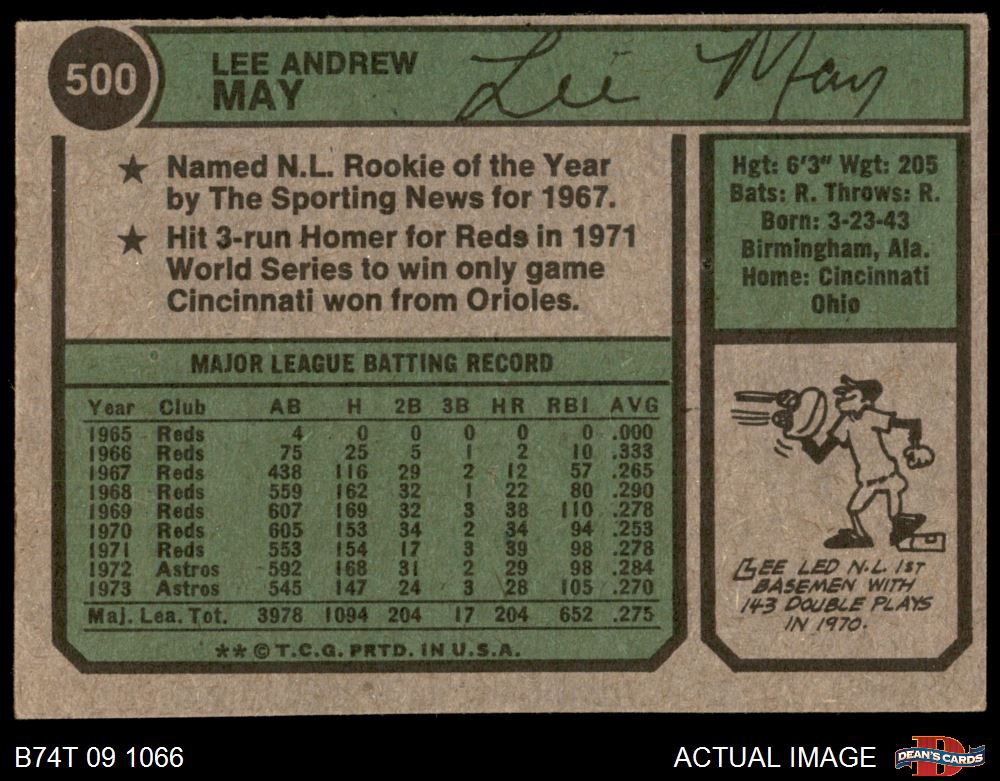 500
LEE ANDREW
MAY
Lee May
★ Named N.L. Rookie of the Year
by The Sporting News for 1967.
★ Hit 3-run Homer for Reds in 1971
World Series to win only game
Cincinnati won from Orioles.
Hgt: 6'3" Wgt: 205
Bats: R. Throws: R.
Born: 3-23-43
Birmingham, Ala.
Home: Cincinnati
Ohio
MAJOR LEAGUE BATTING RECORD
Year Club AB H 2B 3B HR RBI AVG
1965 Reds 4 0 0 0 0 0 .000
1966 Reds 75 25 5 1 2 10 .333
1967 Reds 438 116 29 2 12 57 .265
1968 Reds 559 162 32 1 22 80 .290
1969 Reds 607 169 32 3 38 110 .278
1970 Reds 605 153 34 2 34 94 .253
1971 Reds 553 154 17 3 39 98 .278
1972 Astros 592 168 31 2 29 98 .284
1973 Astros 545 147 24 3 28 105 .270
Maj. Lea. Tot. 3978 1094 204 17 204 652 .275
** © T.C.G. PRTD. IN U.S.A.
LEE LED N.L. 1ST
BASEMEN WITH
143 DOUBLE PLAYS
IN 1970.
B74T 09 1066
ACTUAL IMAGE
DEAN'S CARDS